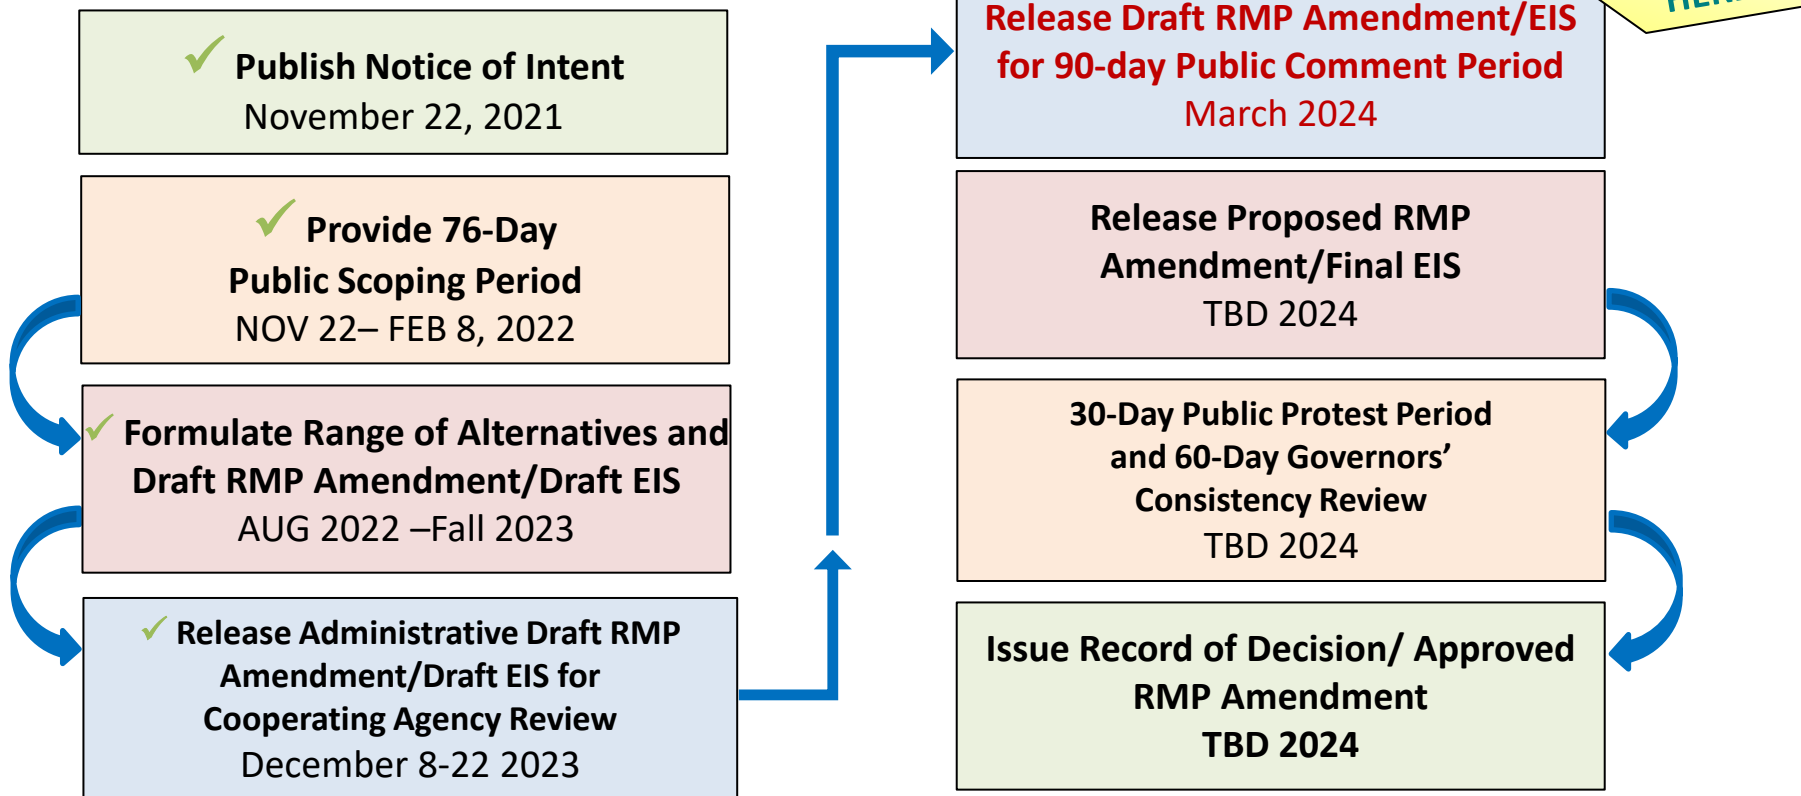 ✓ Publish Notice of Intent
November 22, 2021
✓ Provide 76-Day
Public Scoping Period
NOV 22– FEB 8, 2022
✓ Formulate Range of Alternatives and
Draft RMP Amendment/Draft EIS
AUG 2022 –Fall 2023
✓ Release Administrative Draft RMP
Amendment/Draft EIS for
Cooperating Agency Review
December 8-22 2023
Release Draft RMP Amendment/EIS
for 90-day Public Comment Period
March 2024
Release Proposed RMP
Amendment/Final EIS
TBD 2024
30-Day Public Protest Period
and 60-Day Governors’
Consistency Review
TBD 2024
Issue Record of Decision/ Approved
RMP Amendment
TBD 2024